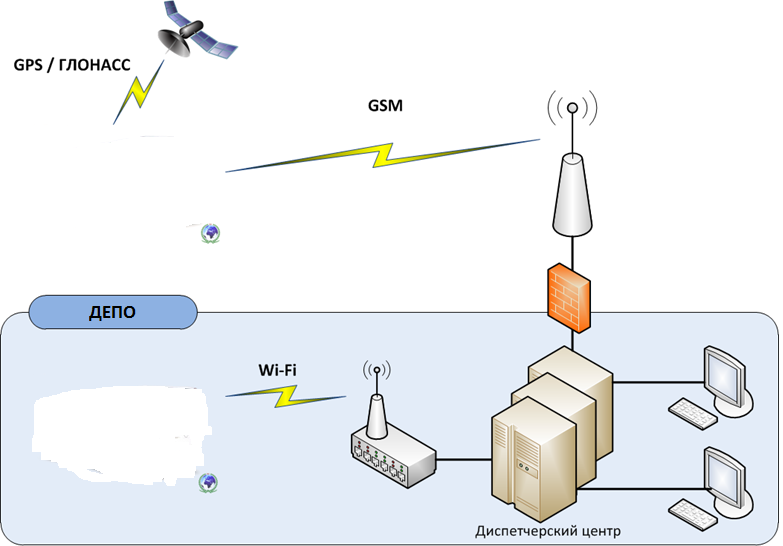 GPS / ГЛОНАСС
GSM
ДЕПО
Wi-Fi
Диспетчерский центр